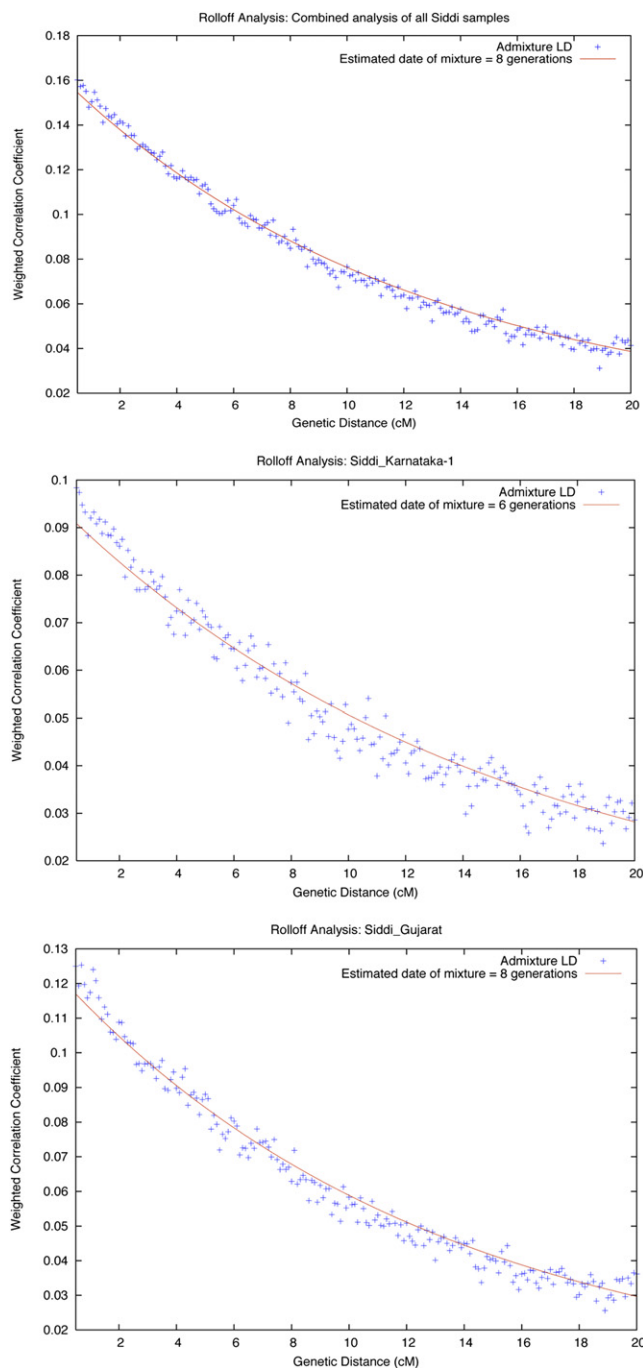 Rolloff Analysis: Combined analysis of all Siddi samples
0.18
0.16
0.14
0.12
0.1
0.08
0.06
0.04
0.02
Weighted Correlation Coefficient
Admixture LD
Estimated date of mixture = 8 generations
2 4 6 8 10 12 14 16 18 20
Genetic Distance (cM)
Rolloff Analysis: Siddi_Karnataka-1
0.1
0.09
0.08
0.07
0.06
0.05
0.04
0.03
0.02
Weighted Correlation Coefficient
Admixture LD
Estimated date of mixture = 6 generations
2 4 6 8 10 12 14 16 18 20
Genetic Distance (cM)
Rolloff Analysis: Siddi_Gujarat
0.13
0.12
0.11
0.1
0.09
0.08
0.07
0.06
0.05
0.04
0.03
0.02
Weighted Correlation Coefficient
Admixture LD
Estimated date of mixture = 8 generations
2 4 6 8 10 12 14 16 18 20
Genetic Distance (cM)